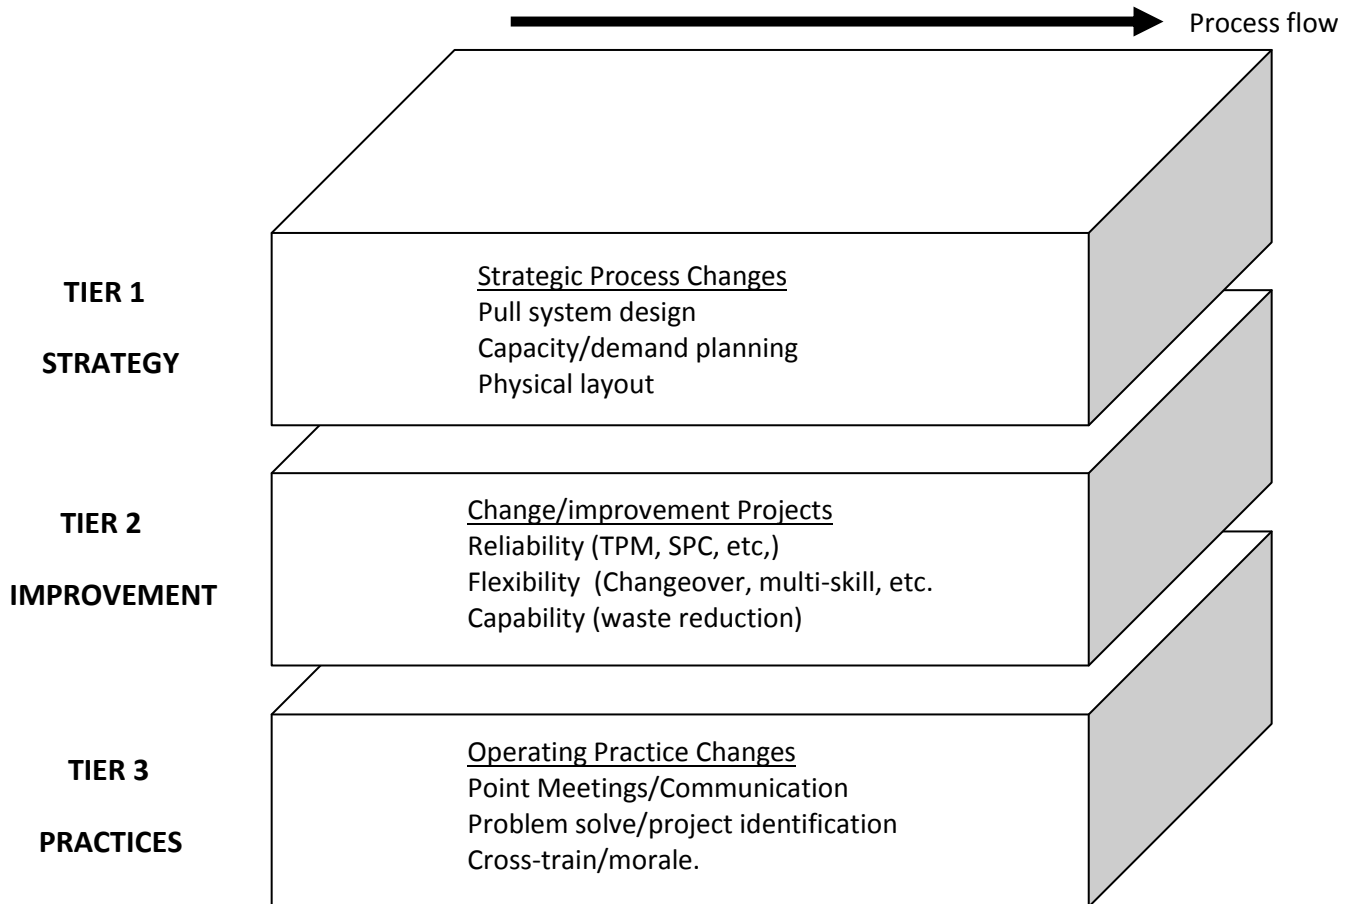 Process flow
TIER 1
STRATEGY
Strategic Process Changes
Pull system design
Capacity/demand planning
Physical layout
TIER 2
IMPROVEMENT
Change/improvement Projects
Reliability (TPM, SPC, etc,)
Flexibility  (Changeover, multi-skill, etc.
Capability (waste reduction)
TIER 3
PRACTICES
Operating Practice Changes
Point Meetings/Communication
Problem solve/project identification
Cross-train/morale.